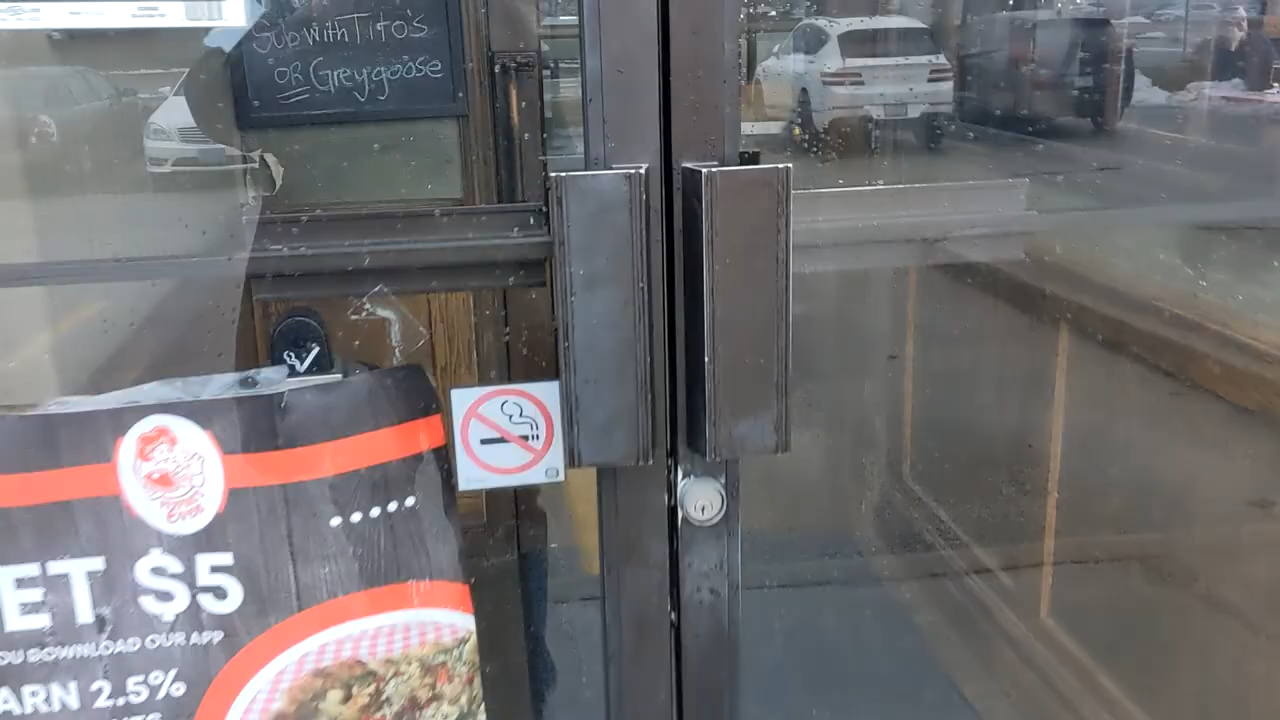 Sub with Tito's
OR Greygoose
ET $5
OU DOWNLOAD OUR APP
ARN 2.5%